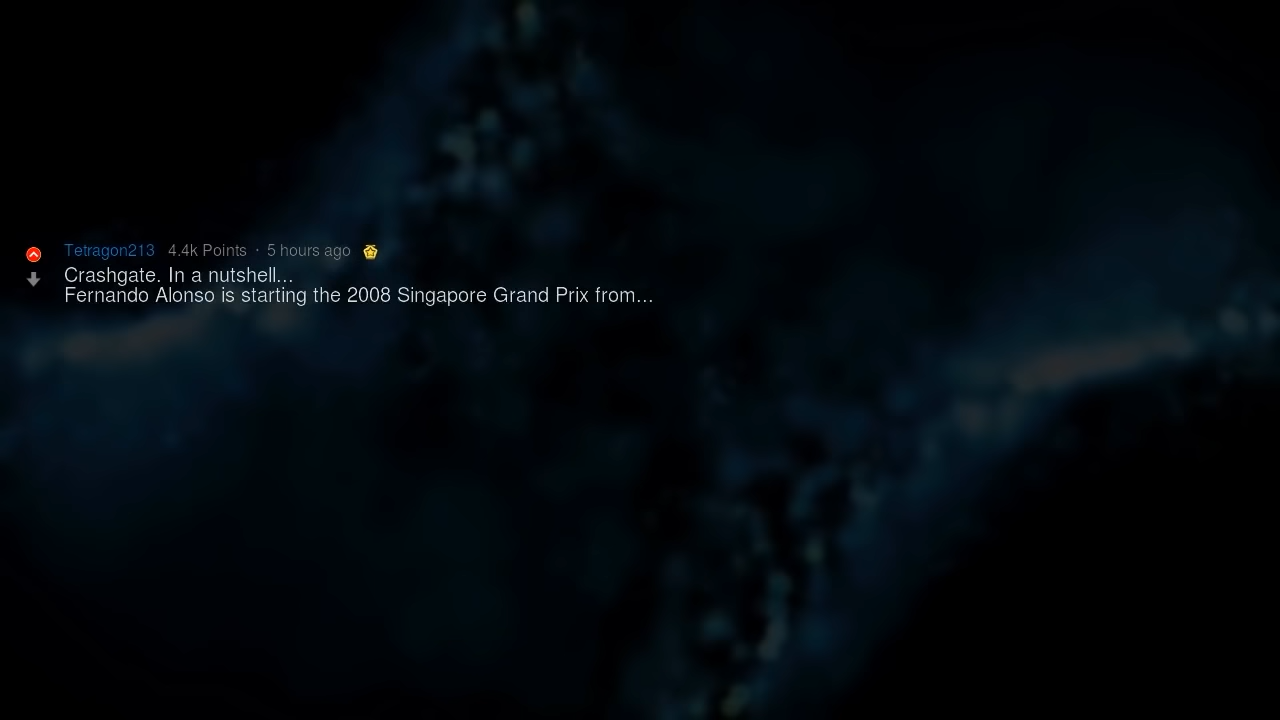 Tetragon213 4.4k Points · 5 hours ago
Crashgate. In a nutshell...
Fernando Alonso is starting the 2008 Singapore Grand Prix from...